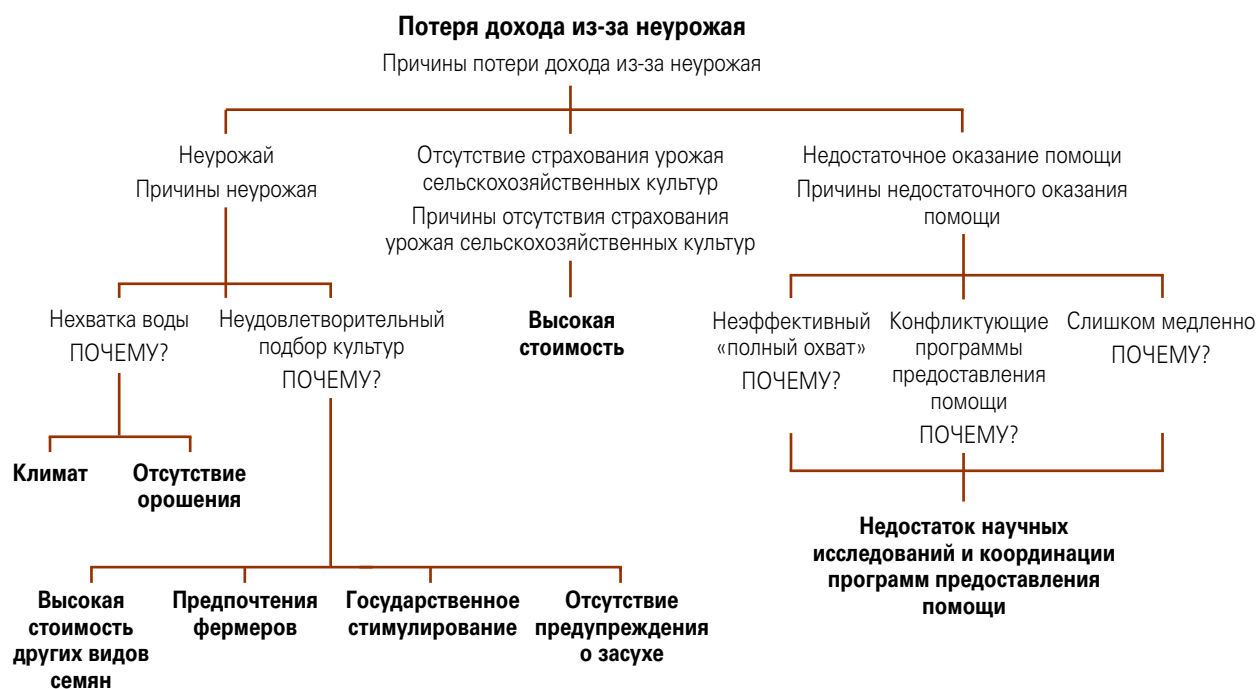 Потеря дохода из-за неурожая
Причины потери дохода из-за неурожая
Неурожай
Причины неурожая
Отсутствие страхования урожая
сельскохозяйственных культур
Причины отсутствия страхования
урожая сельскохозяйственных культур
Недостаточное оказание помощи
Причины недостаточного оказания
помощи
Нехватка воды
ПОЧЕМУ?
Неудовлетворительный
подбор культур
ПОЧЕМУ?
Высокая
стоимость
Неэффективный
«полный охват»
ПОЧЕМУ?
Конфликтующие
программы
предоставления
помощи
ПОЧЕМУ?
Слишком медленно
ПОЧЕМУ?
Климат
Отсутствие
орошения
Недостаток научных
исследований и координации
программ предоставления
помощи
Высокая
стоимость
других видов
семян
Предпочтения
фермеров
Государственное
стимулирование
Отсутствие
предупреждения
о засухе